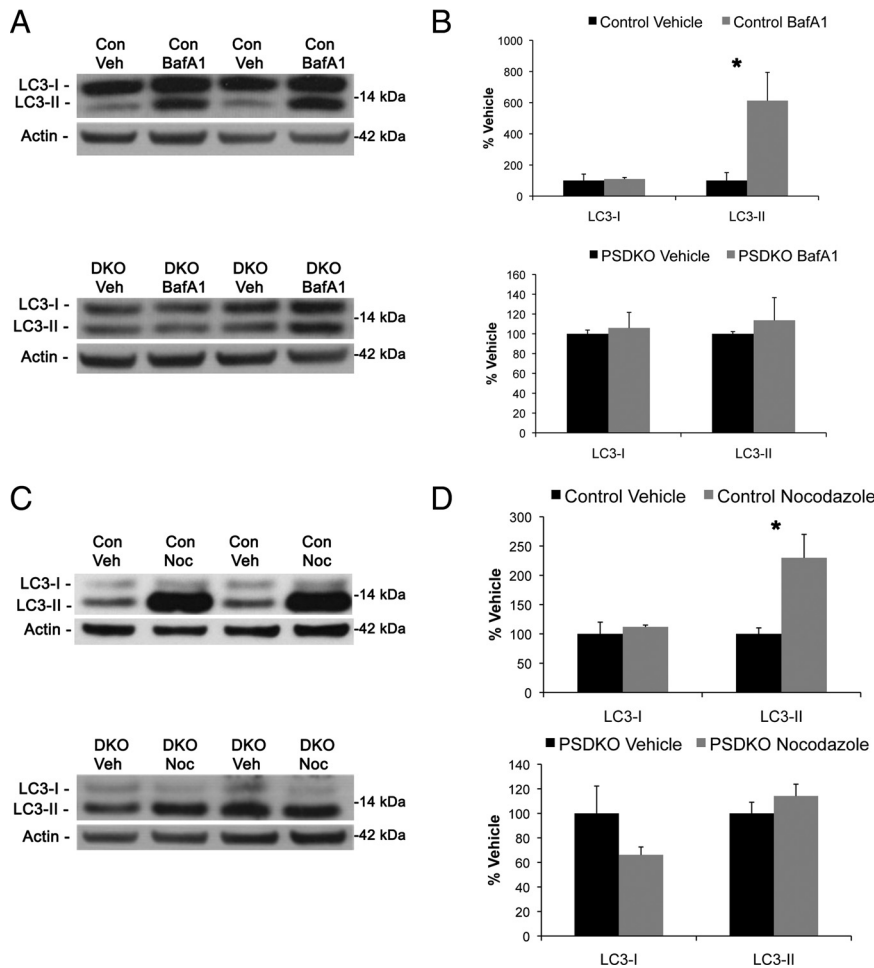 A
Con Con Con Con
Veh BafA1 Veh BafA1
LC3-I -
LC3-II -
-14 kDa
Actin -
-42 kDa
DKO DKO DKO DKO
Veh BafA1 Veh BafA1
LC3-I -
LC3-II -
-14 kDa
Actin -
-42 kDa
B
Control Vehicle Control BafA1
% Vehicle
1000
800
600
400
200
0
*
LC3-I LC3-II
PSDKO Vehicle PSDKO BafA1
% Vehicle
160
140
120
100
80
60
40
20
0
LC3-I LC3-II
C
Con Con Con Con
Veh Noc Veh Noc
LC3-I -
LC3-II -
-14 kDa
Actin -
-42 kDa
DKO DKO DKO DKO
Veh Noc Veh Noc
LC3-I -
LC3-II -
-14 kDa
Actin -
-42 kDa
D
Control Vehicle Control Nocodazole
% Vehicle
300
250
200
150
100
50
0
*
LC3-I LC3-II
PSDKO Vehicle PSDKO Nocodazole
% Vehicle
140
120
100
80
60
40
20
0
LC3-I LC3-II